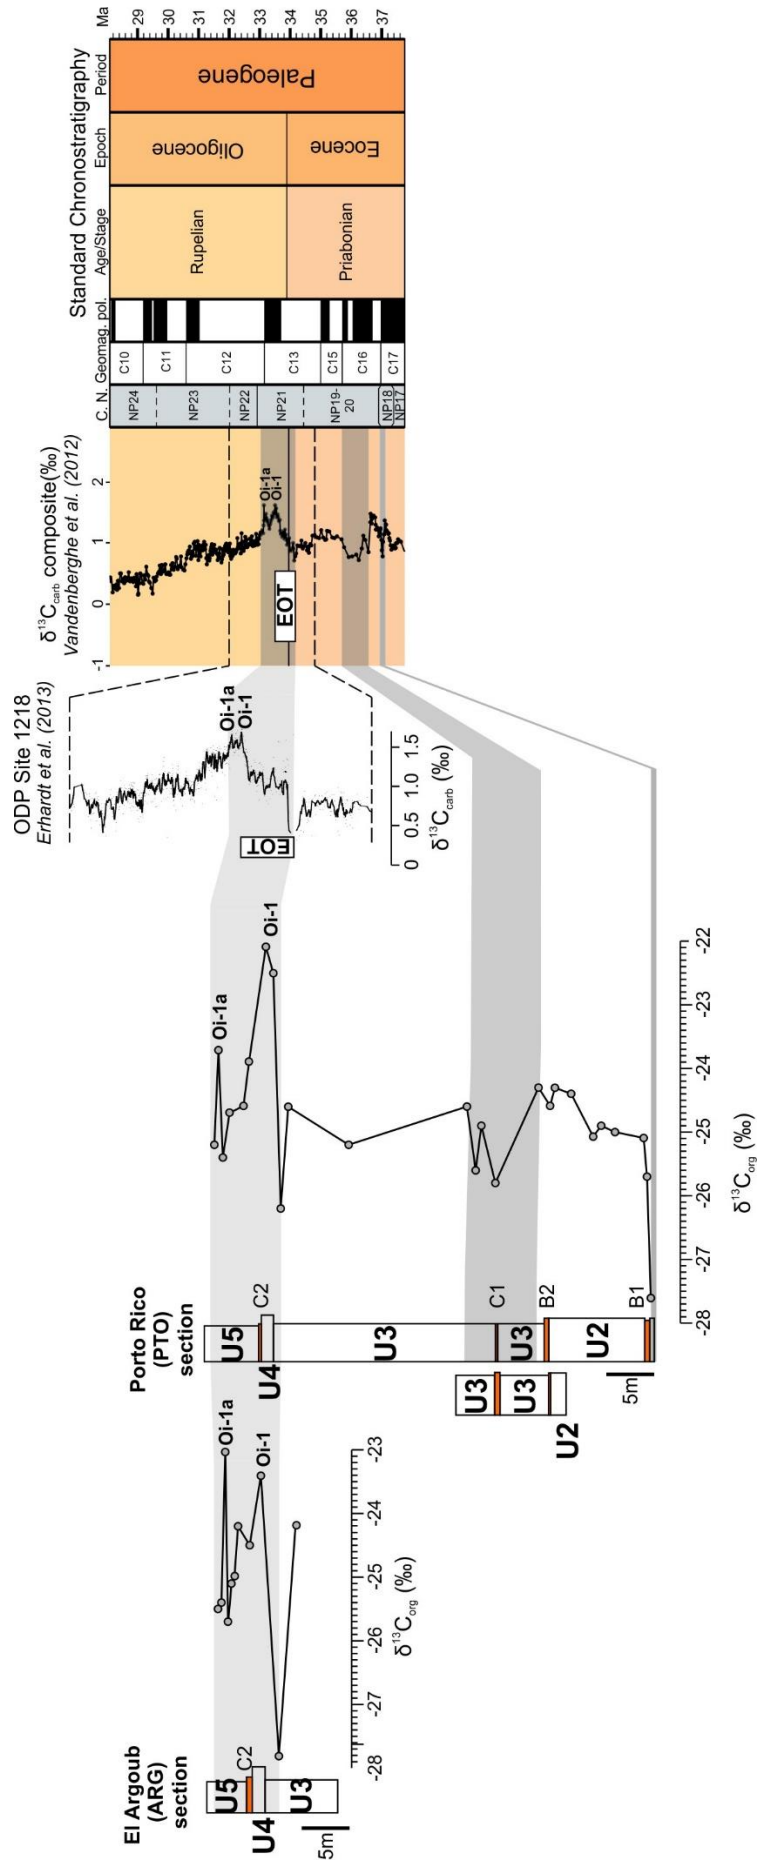 El Argoub
(ARG)
section
U5
C2
U4
U3
5m
Oi-1a
Oi-1
-28
-27
-26
-25
-24
-23
δ¹³Corg (‰)
Porto Rico
(PTO)
section
U5
C2
U4
U3
C1
U3
B2
U2
B1
U3
U3
U2
5m
Oi-1a
Oi-1
-28
-27
-26
-25
-24
-23
-22
δ¹³Corg (‰)
ODP Site 1218
Erhardt et al. (2013)
Oi-1a
Oi-1
EOT
0
0.5
1.0
1.5
δ¹³Ccarb (‰)
δ¹³Ccarb composite(‰)
Vandenberghe et al. (2012)
-1
0
1
2
Oi-1a
Oi-1
EOT
Standard Chronostratigraphy
C. N.
Geomag. pol.
Age/Stage
Epoch
Period
Ma
NP24
NP23
NP22
NP21
NP19-
20
NP18
NP17
C10
C11
C12
C13
C15
C16
C17
Rupelian
Priabonian
Oligocene
Eocene
Paleogene
29
30
31
32
33
34
35
36
37